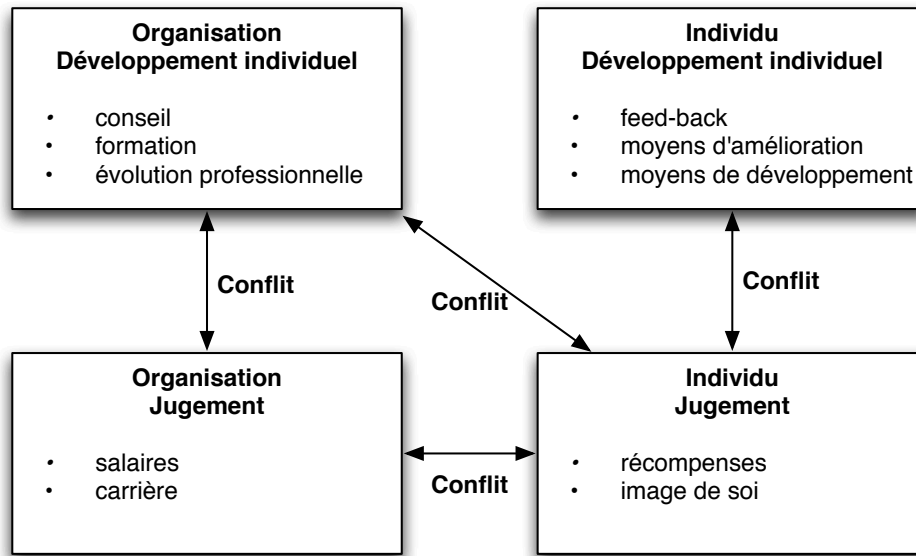 Organisation
Développement individuel
• conseil
• formation
• évolution professionnelle
Individu
Développement individuel
• feed-back
• moyens d'amélioration
• moyens de développement
Conflit
Conflit
Conflit
Organisation
Jugement
• salaires
• carrière
Conflit
Individu
Jugement
• récompenses
• image de soi